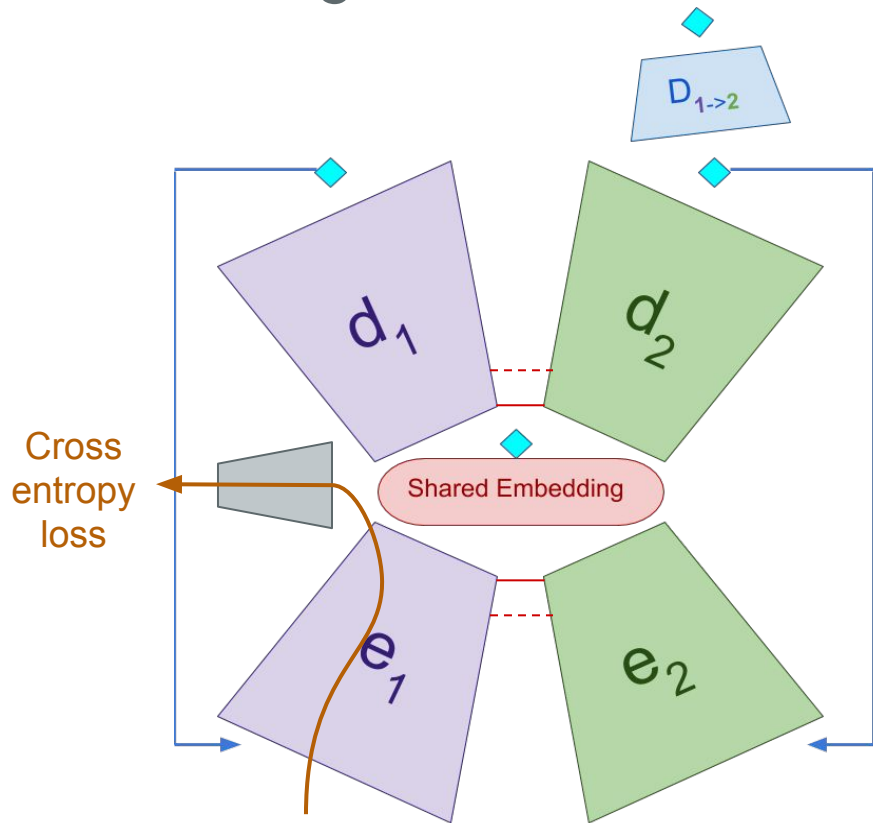 D1->2
d1
d2
Cross
entropy
loss
Shared Embedding
e1
e2